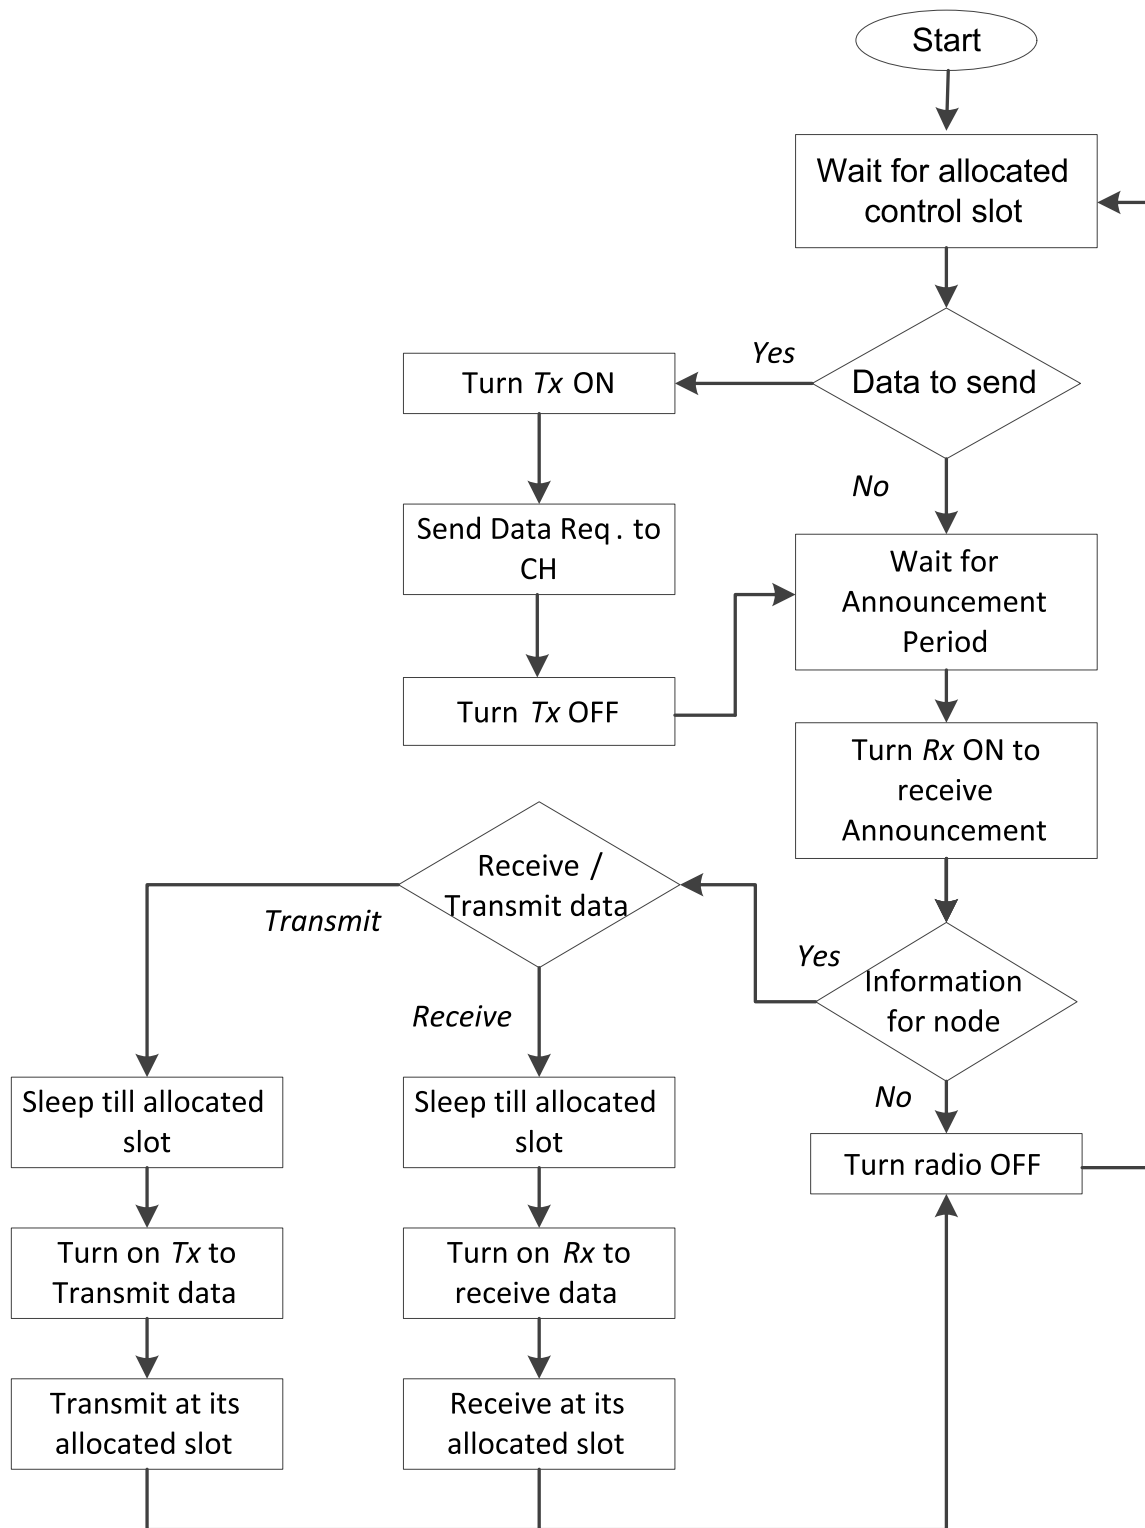 Start
Wait for allocated
control slot
Yes
Data to send
Turn Tx ON
No
Send Data Req. to
CH
Wait for
Announcement
Period
Turn Tx OFF
Turn Rx ON to
receive
Announcement
Receive /
Transmit data
Transmit
Yes
Information
for node
Receive
No
Sleep till allocated
slot
Sleep till allocated
slot
Turn radio OFF
Turn on Tx to
Transmit data
Turn on Rx to
receive data
Transmit at its
allocated slot
Receive at its
allocated slot